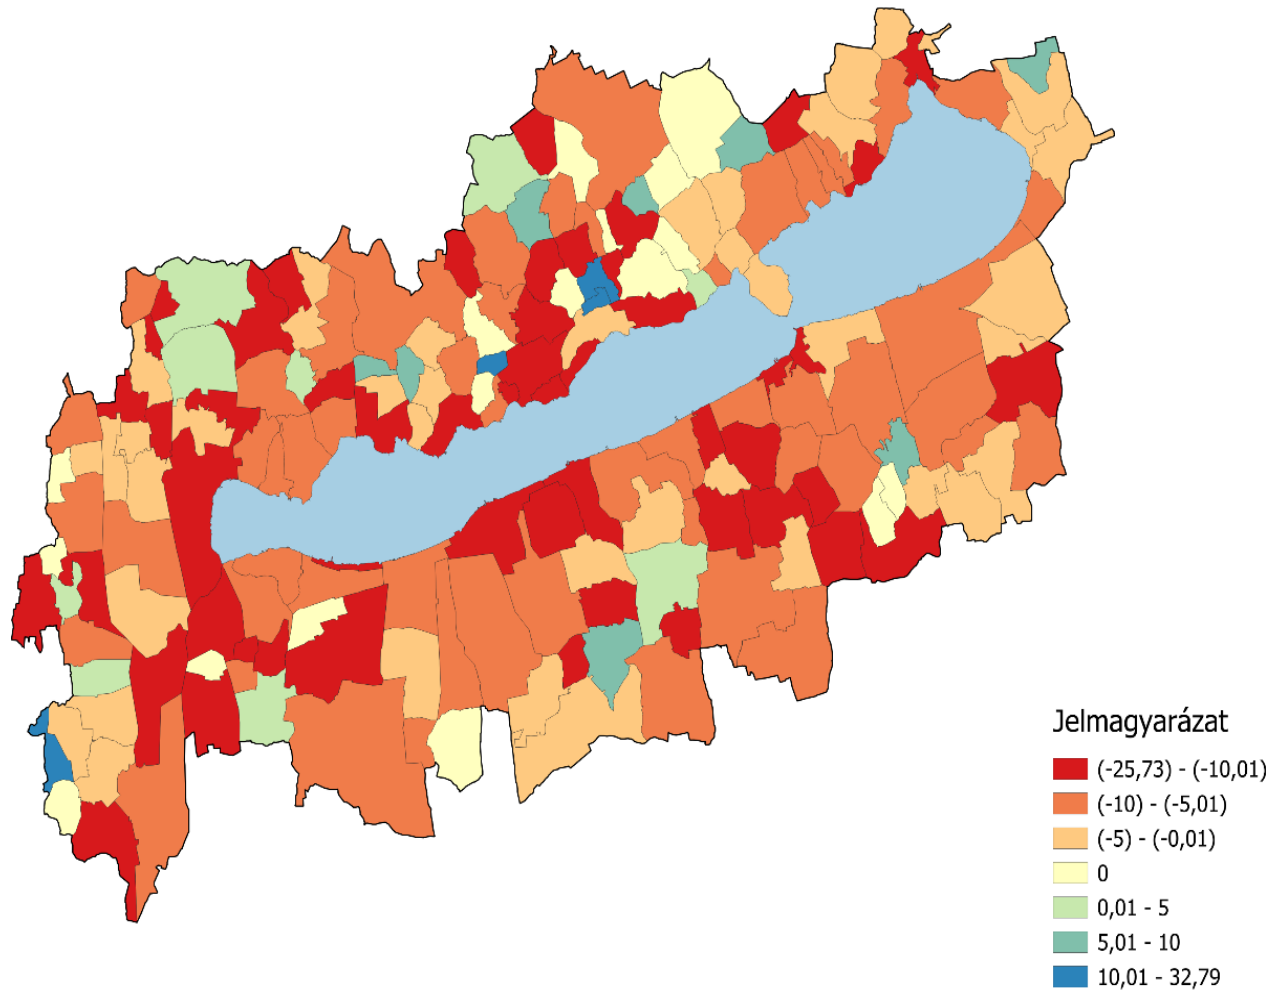 Jelmagyarázat
(-25,73) - (-10,01)
(-10) - (-5,01)
(-5) - (-0,01)
0
0,01 - 5
5,01 - 10
10,01 - 32,79